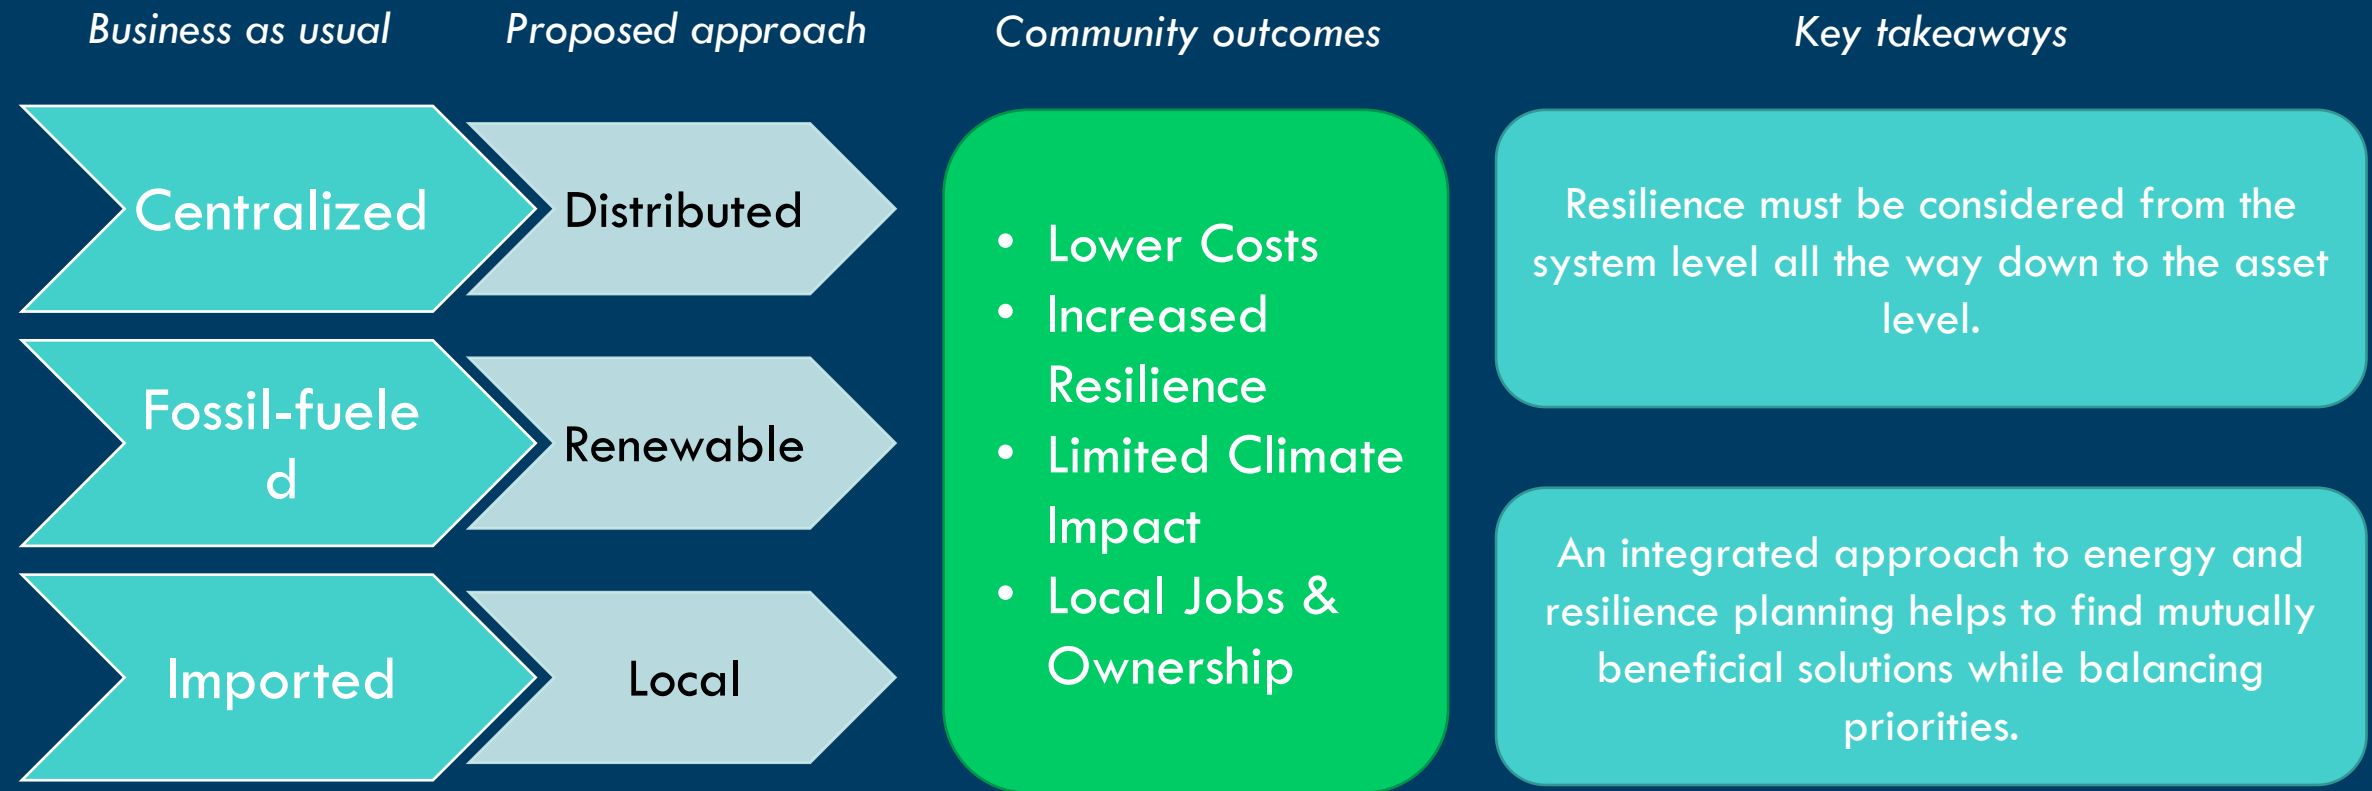 Business as usual
Proposed approach
Community outcomes
Key takeaways
Centralized
Distributed
Fossil-fuele
d
Renewable
Imported
Local
• Lower Costs
• Increased
Resilience
• Limited Climate
Impact
• Local Jobs &
Ownership
Resilience must be considered from the
system level all the way down to the asset
level.
An integrated approach to energy and
resilience planning helps to find mutually
beneficial solutions while balancing
priorities.